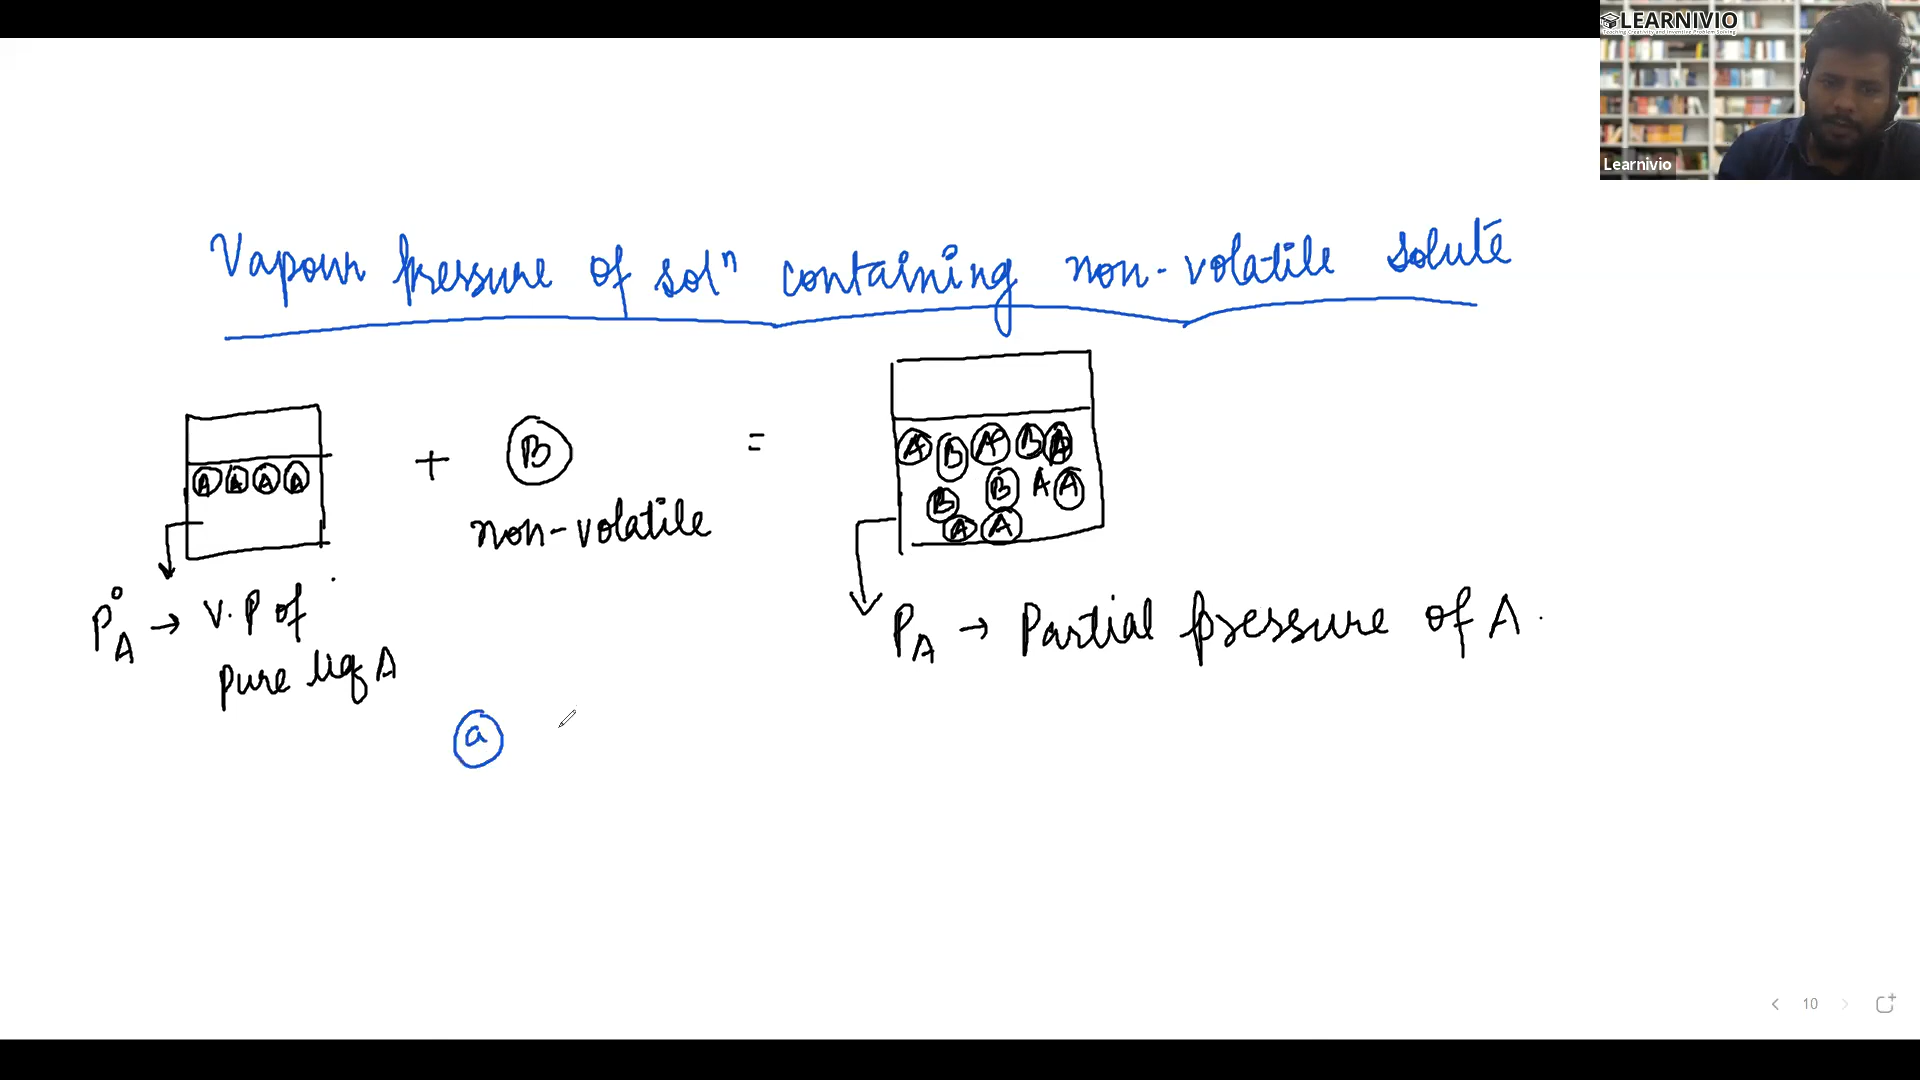 LEARNIVIO
Learnivio
Vapour pressure of solⁿ containing non-volatile solute
A A A A
+ B =
non-volatile
A B A B A
B B A A
A A
P°A → V.P of
pure liq A
PA → Partial pressure of A.
a
10